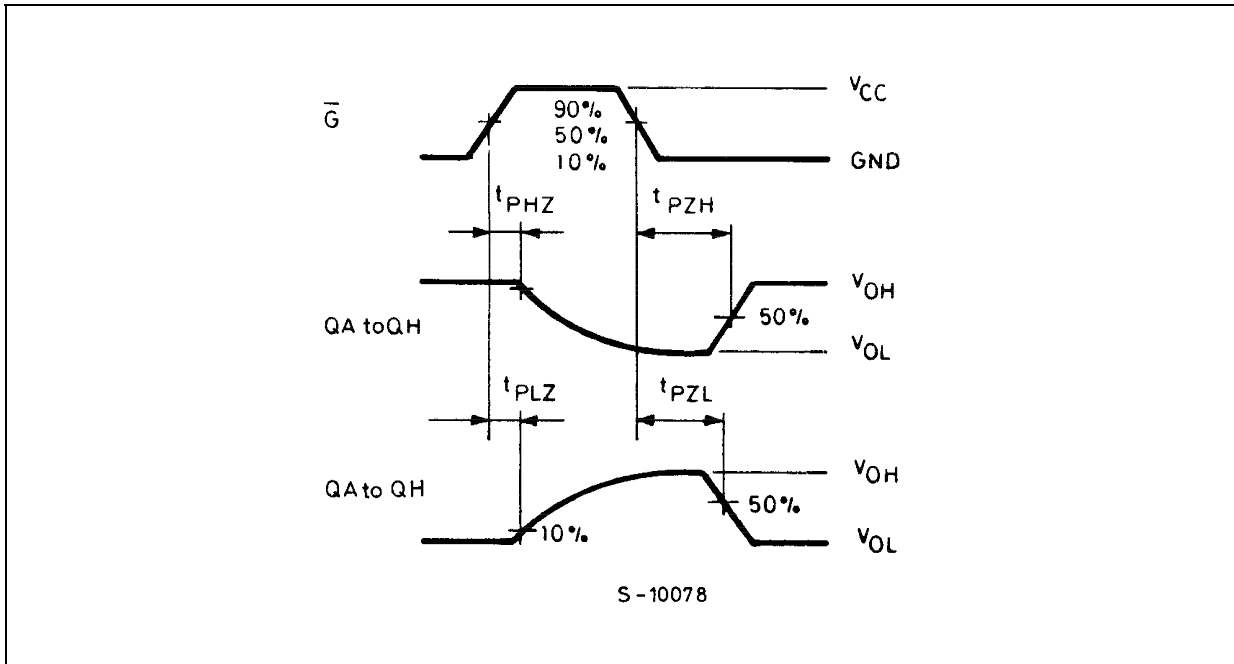 G̅
90%
50%
10%
VCC
GND
tPHZ
tPZH
QA toQH
VOH
50%
VOL
tPLZ
tPZL
QA to QH
10%
VOH
50%
VOL
S-10078